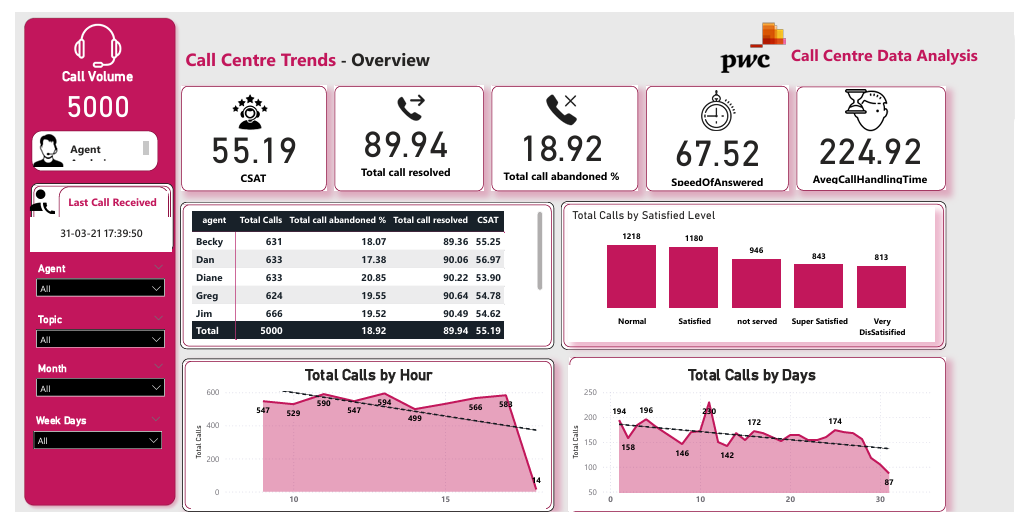 Call Volume
5000
Agent
Last Call Received
31-03-21 17:39:50
Agent
All
Topic
All
Month
All
Week Days
All
Call Centre Trends - Overview
pwc
Call Centre Data Analysis
55.19
CSAT
89.94
Total call resolved
18.92
Total call abandoned %
67.52
SpeedOfAnswered
224.92
AvegCallHandlingTime
agent Total Calls Total call abandoned % Total call resolved CSAT
Becky 631 18.07 89.36 55.25
Dan 633 17.38 90.06 56.97
Diane 633 20.85 90.22 53.90
Greg 624 19.55 90.64 54.78
Jim 666 19.52 90.49 54.62
Total 5000 18.92 89.94 55.19
Total Calls by Satisfied Level
1218 1180 946 843 813
Normal Satisfied not served Super Satisfied Very
DisSatisified
Total Calls by Hour
Total Calls
600
400
200
0
547 529 590 547 594 499 566 583 14
10 15
Total Calls by Days
Total Calls
250
200
150
100
50
194 158 196 146 230 142 172 174 87
0 10 20 30